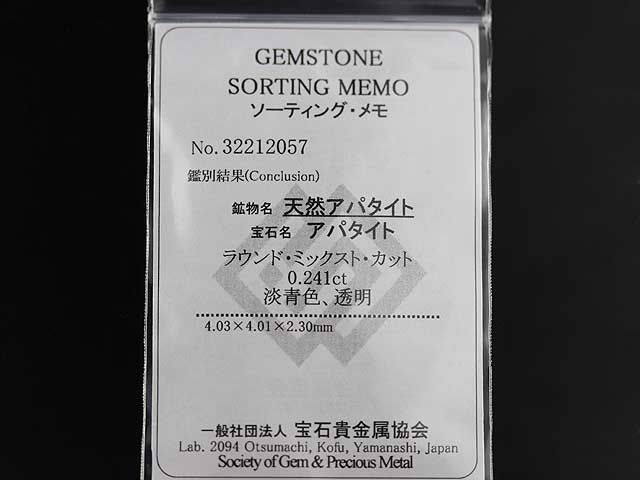 GEMSTONE
SORTING MEMO
ソーティング・メモ
No. 32212057
鑑別結果(Conclusion)
鉱物名 天然アパタイト
宝石名 アパタイト
ラウンド・ミックスト・カット
0.241ct
淡青色、透明
4.03×4.01×2.30mm
一般社団法人 宝石貴金属協会
Lab. 2094 Otsumachi, Kofu, Yamanashi, Japan
Society of Gem & Precious Metal